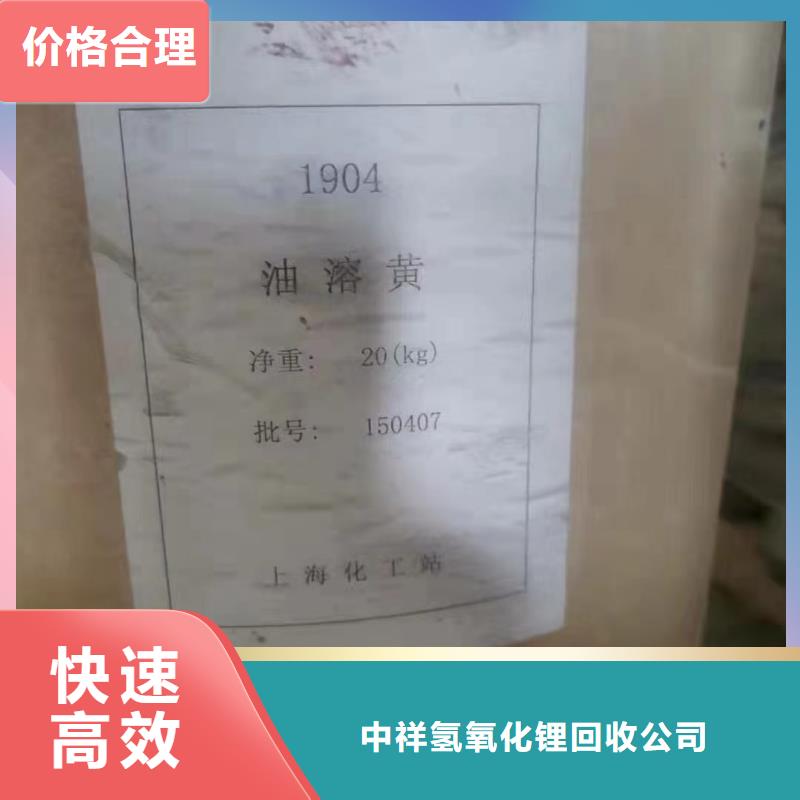 价格合理
1904
油溶黄
净重: 20(kg)
批号: 150407
上海化工站
快速
高效
中祥氢氧化锂回收公司